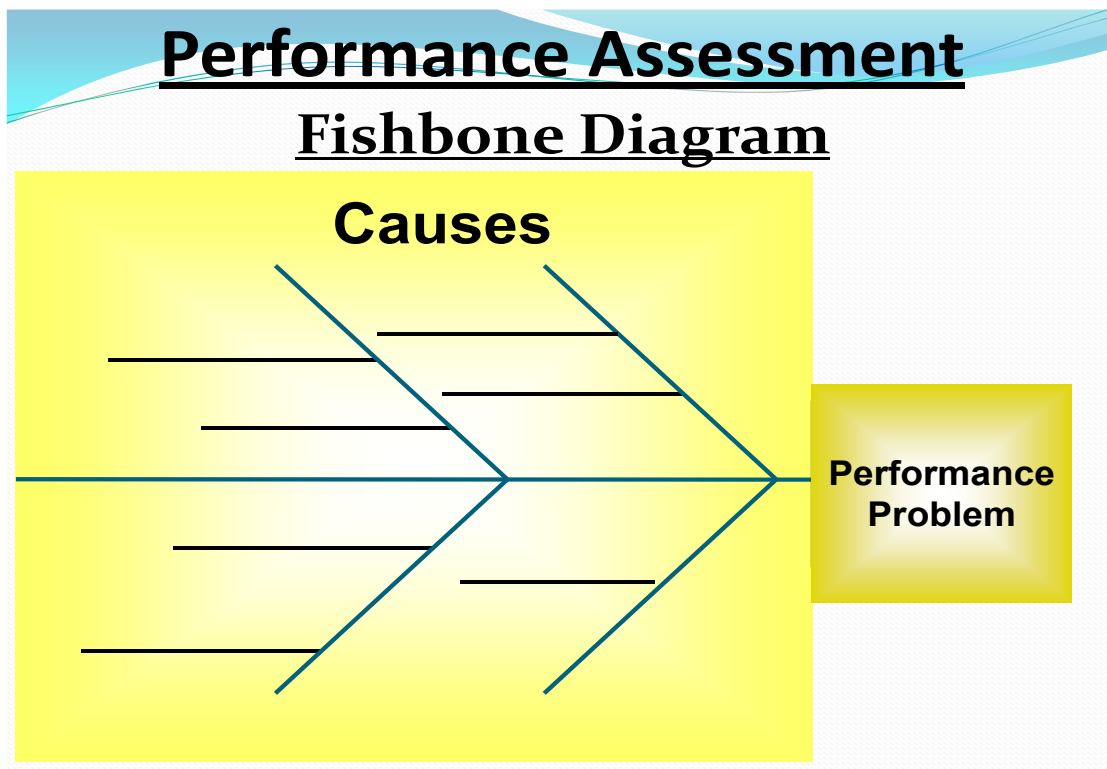 Performance Assessment
Fishbone Diagram
Causes
Performance
Problem